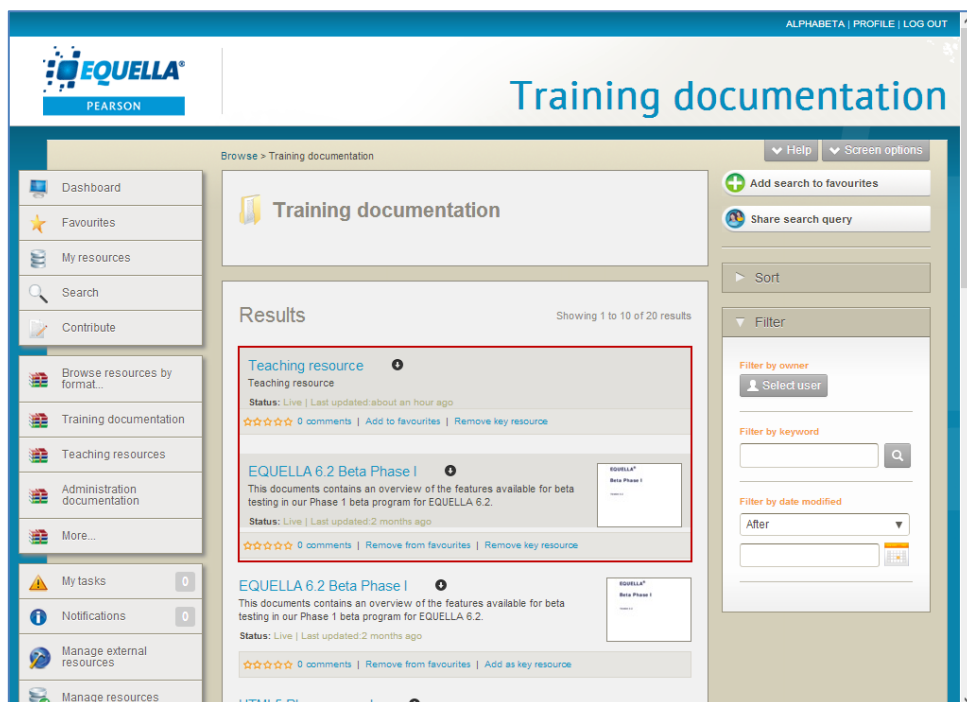 ALPHABETA | PROFILE | LOG OUT
EQUELLA®
PEARSON
Training documentation
Browse > Training documentation
Help
Screen options
Dashboard
Favourites
My resources
Search
Contribute
Browse resources by
format...
Training documentation
Teaching resources
Administration
documentation
More...
My tasks 0
Notifications 0
Manage external
resources
Manage resources
Training documentation
Results
Showing 1 to 10 of 20 results
Teaching resource
Teaching resource
Status: Live | Last updated:about an hour ago
0 comments | Add to favourites | Remove key resource
EQUELLA 6.2 Beta Phase I
This documents contains an overview of the features available for beta
testing in our Phase 1 beta program for EQUELLA 6.2.
Status: Live | Last updated:2 months ago
0 comments | Remove from favourites | Remove key resource
EQUELLA®
Beta Phase I
EQUELLA 6.2 Beta Phase I
This documents contains an overview of the features available for beta
testing in our Phase 1 beta program for EQUELLA 6.2.
Status: Live | Last updated:2 months ago
0 comments | Remove from favourites | Add as key resource
EQUELLA®
Beta Phase I
Add search to favourites
Share search query
Sort
Filter
Filter by owner
Select user
Filter by keyword
Filter by date modified
After